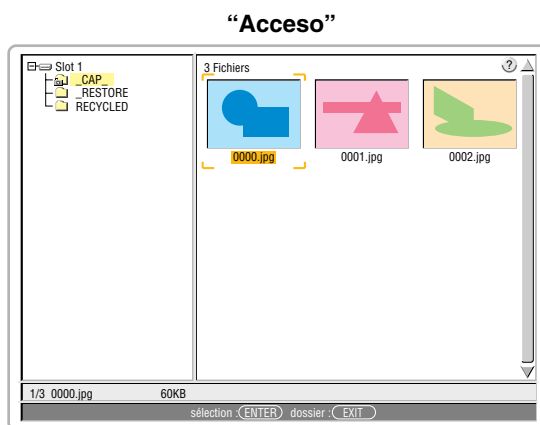 “Acceso”
Slot 1
_CAP_
_RESTORE
RECYCLED
3 Fichiers
?
0000.jpg
0001.jpg
0002.jpg
1/3 0000.jpg 60KB
sélection :ENTER dossier : EXIT